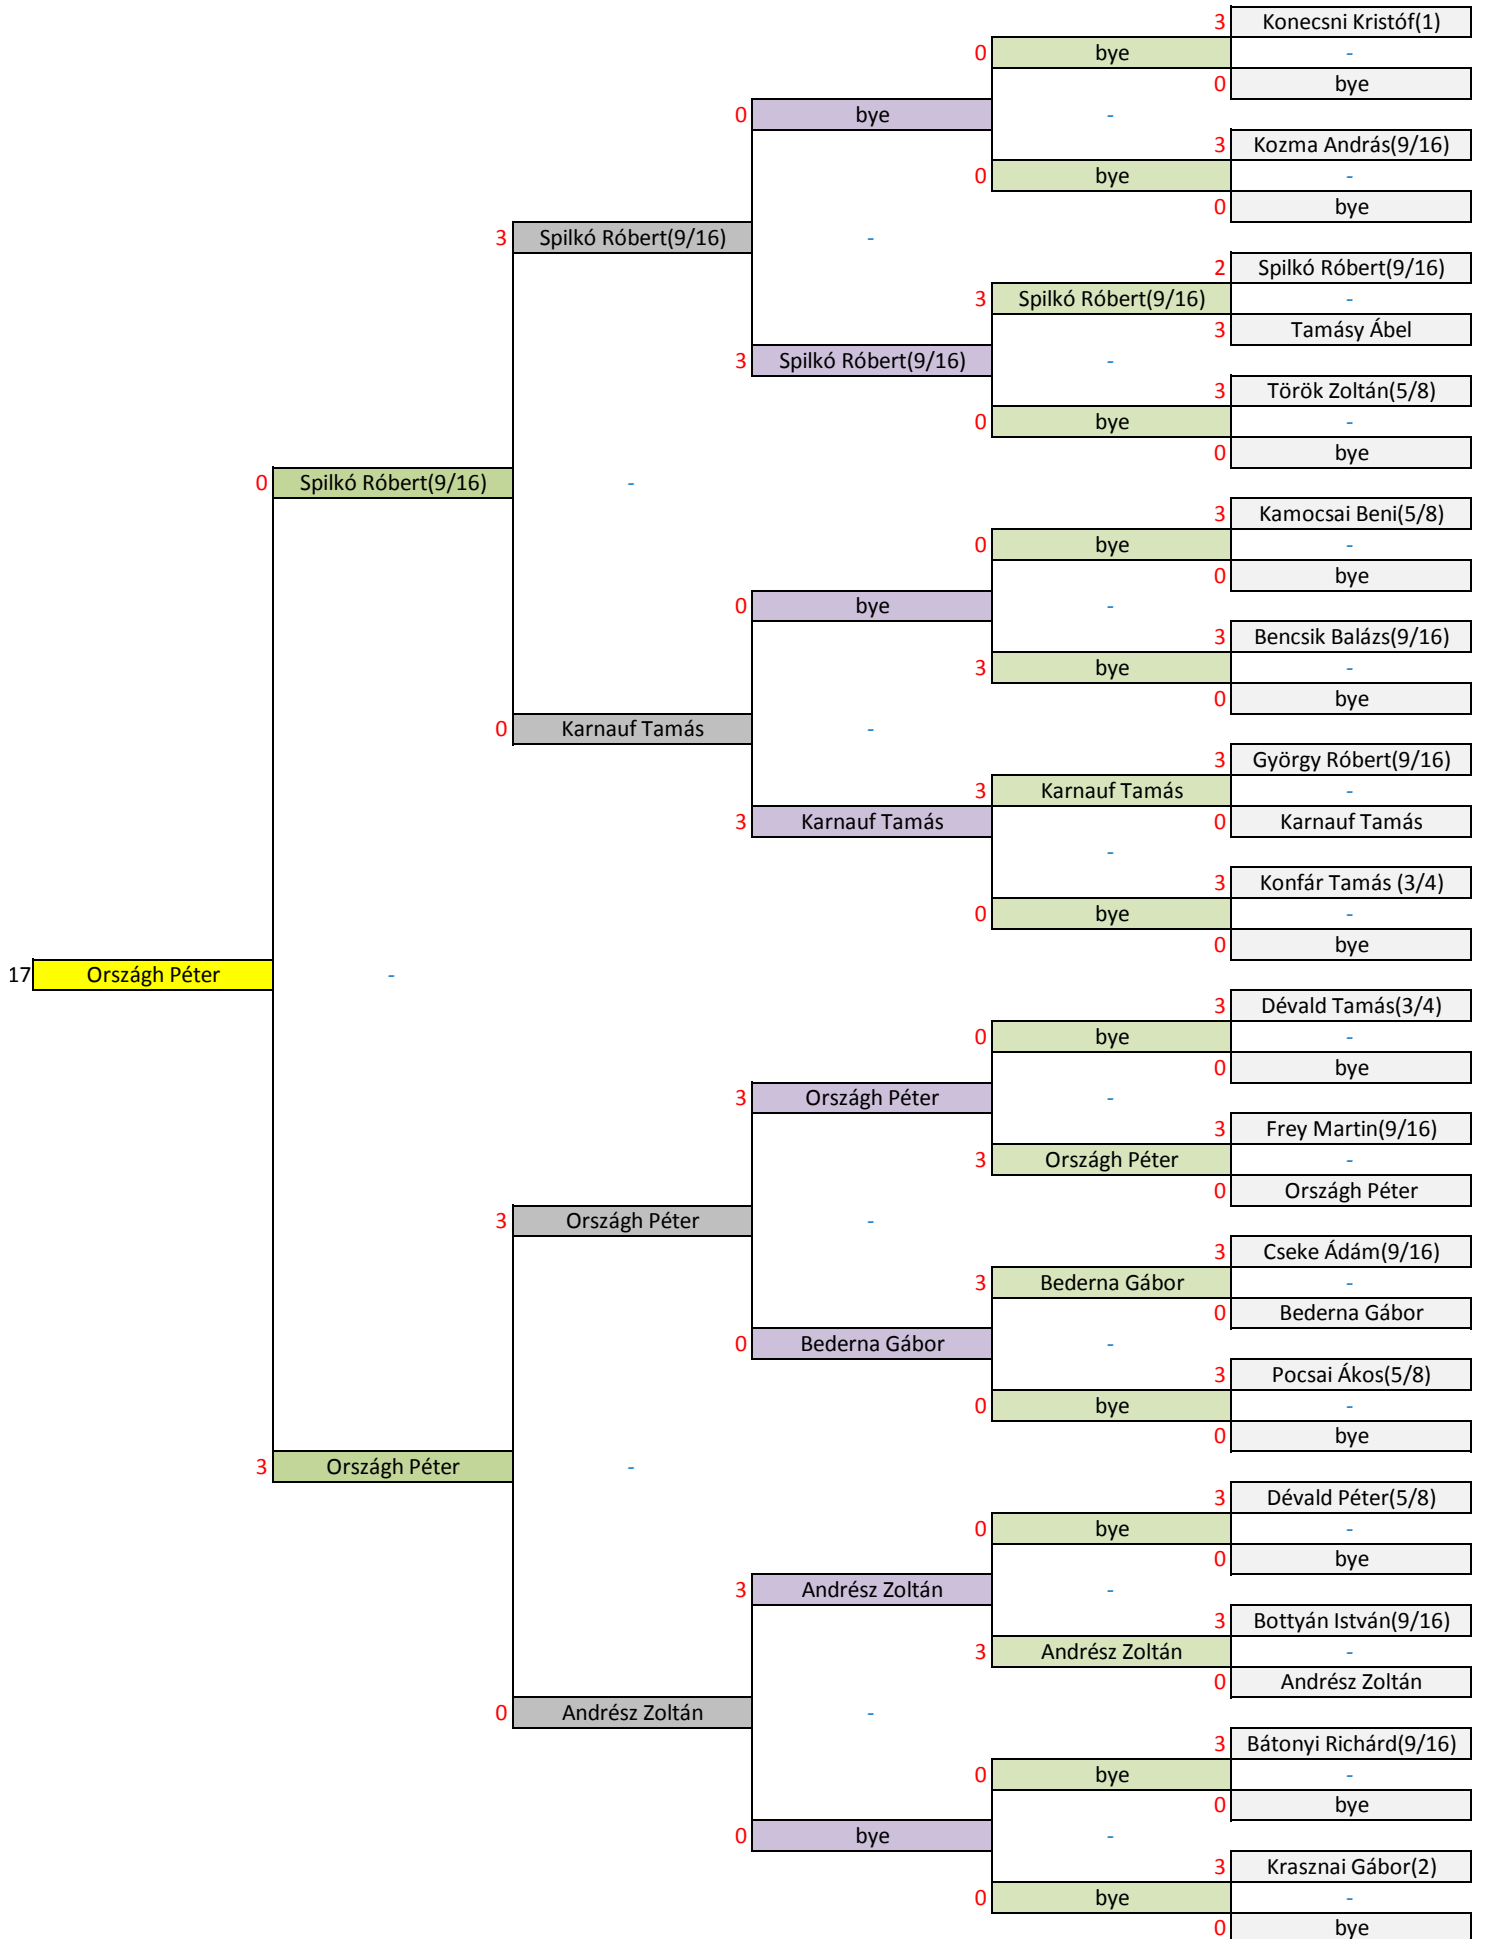 3 Konecsni Kristóf(1)
0 bye -
0 bye
0 bye -
3 Kozma András(9/16)
0 bye -
0 bye
3 Spilkó Róbert(9/16) -
2 Spilkó Róbert(9/16)
3 Spilkó Róbert(9/16) -
3 Tamásy Ábel
3 Spilkó Róbert(9/16) -
3 Török Zoltán(5/8)
0 bye -
0 bye
0 Spilkó Róbert(9/16) -
3 Kamocsai Beni(5/8)
0 bye -
0 bye
0 bye -
3 Bencsik Balázs(9/16)
3 bye -
0 bye
0 Karnauf Tamás -
3 György Róbert(9/16)
3 Karnauf Tamás -
3 Karnauf Tamás
0 Karnauf Tamás
-
3 Konfár Tamás (3/4)
0 bye -
0 bye
17 Országh Péter -
3 Dévald Tamás(3/4)
0 bye -
0 bye
3 Országh Péter -
3 Frey Martin(9/16)
3 Országh Péter -
0 Országh Péter
3 Országh Péter -
3 Cseke Ádám(9/16)
3 Bederna Gábor -
0 Bederna Gábor
0 Bederna Gábor -
3 Pocsai Ákos(5/8)
0 bye -
0 bye
3 Országh Péter -
3 Dévald Péter(5/8)
0 bye -
0 bye
3 Andrész Zoltán -
3 Bottyán István(9/16)
3 Andrész Zoltán -
0 Andrész Zoltán
0 Andrész Zoltán -
3 Bátonyi Richárd(9/16)
0 bye -
0 bye
0 bye -
3 Krasznai Gábor(2)
0 bye -
0 bye